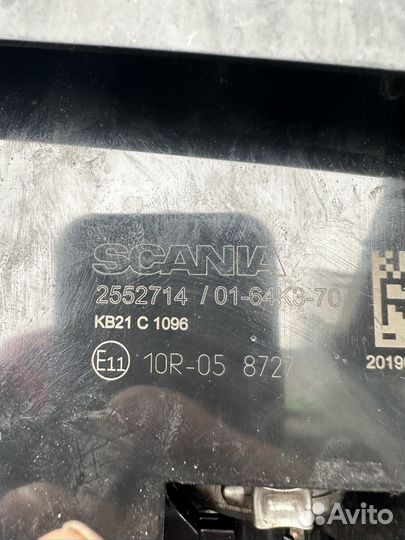 SCANIA
2552714 / 01-64K3-70
KB21 C 1096
E11 10R-05 8727
2019
Avito